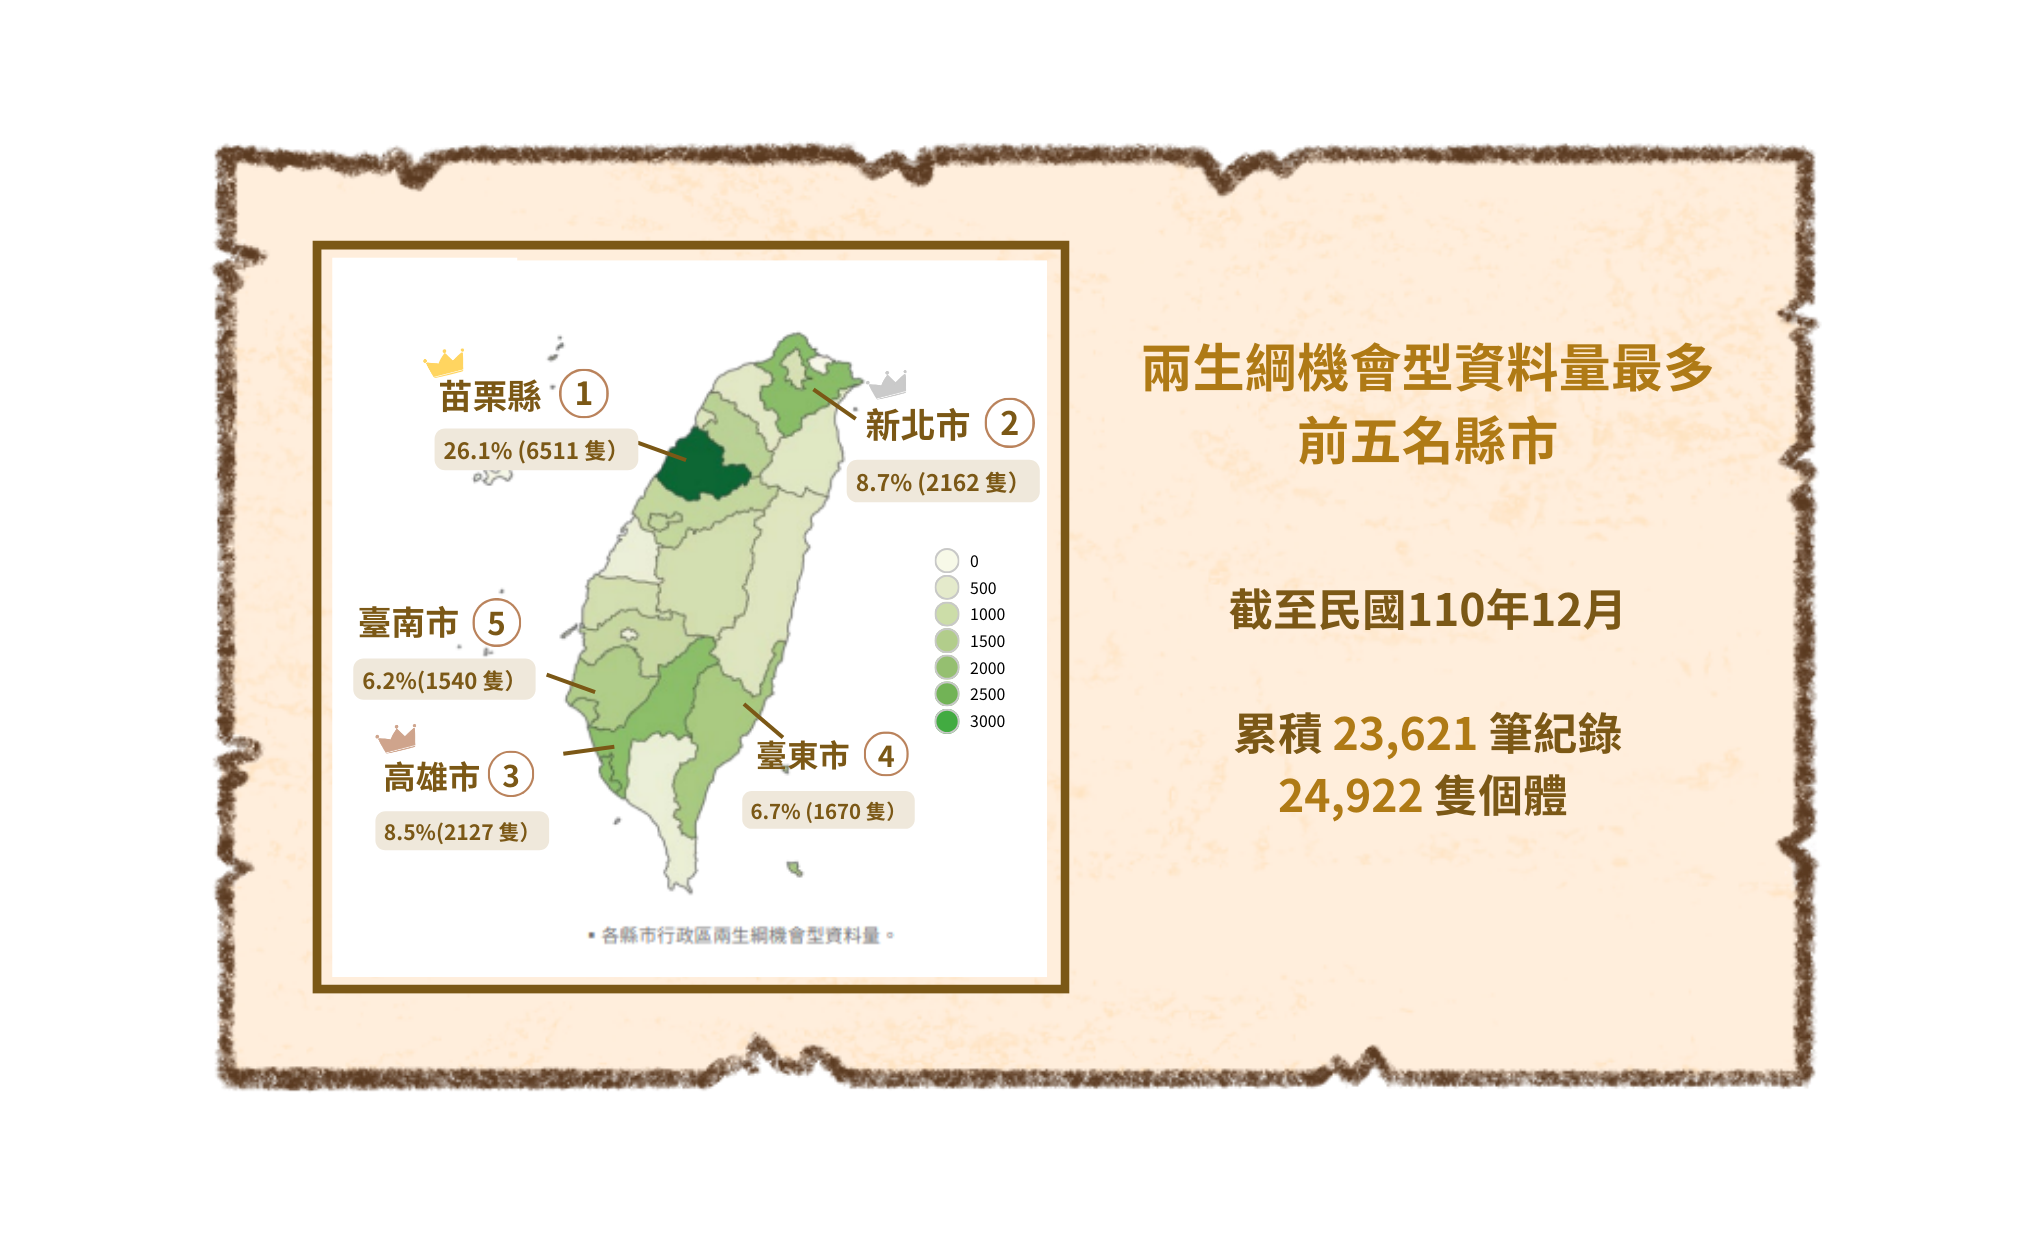 苗栗縣 1
26.1% (6511 隻)
新北市 2
8.7% (2162 隻)
臺南市 5
6.2%(1540 隻)
高雄市 3
8.5%(2127 隻)
臺東市 4
6.7% (1670 隻)
0
500
1000
1500
2000
2500
3000
▪ 各縣市行政區兩生綱機會型資料量。
兩生綱機會型資料量最多
前五名縣市
截至民國110年12月
累積 23,621 筆紀錄
24,922 隻個體